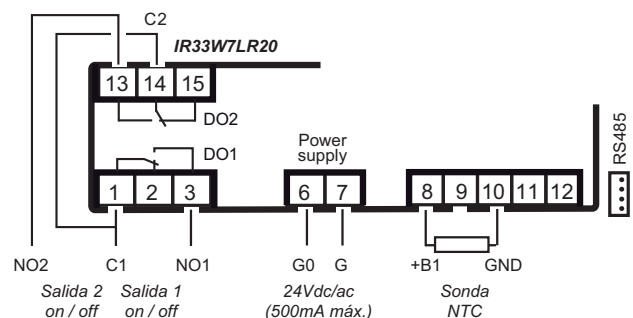 C2
IR33W7LR20
13 14 15
DO2
DO1
Power
supply
RS485
1 2 3
6 7
8 9 10 11 12
NO2 C1 NO1 G0 G +B1 GND
Salida 2 Salida 1 24Vdc/ac Sonda
on / off on / off (500mA máx.) NTC